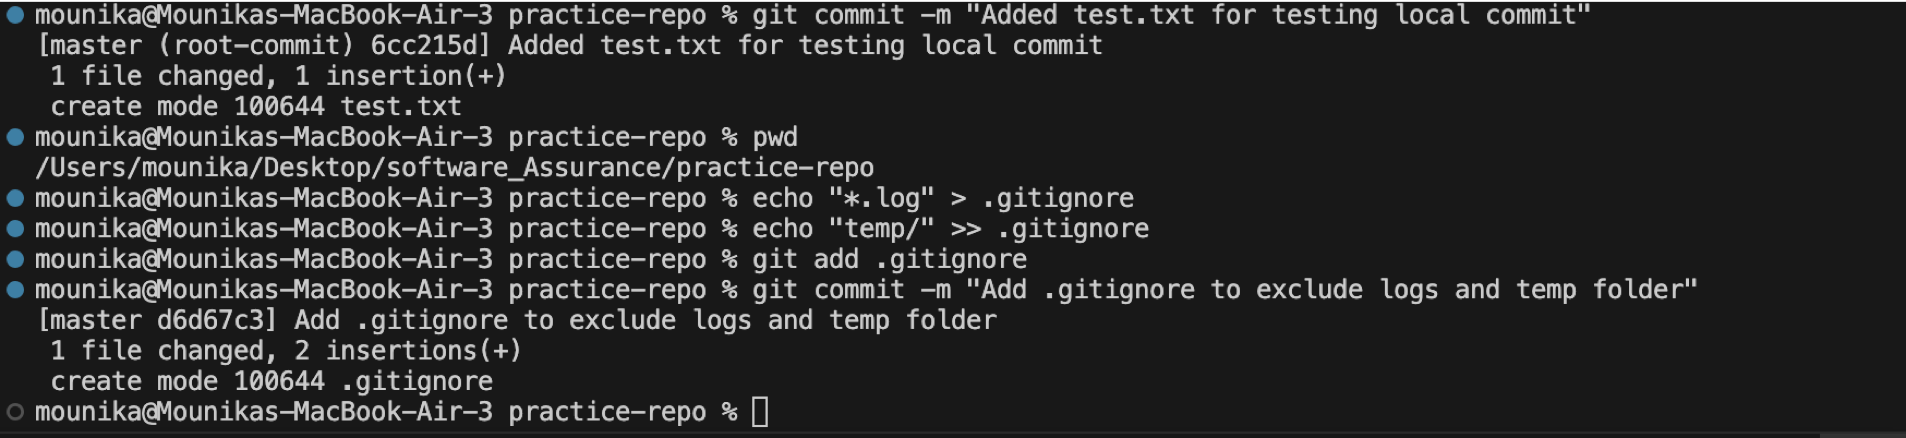 mounika@Mounikas-MacBook-Air-3 practice-repo % git commit -m "Added test.txt for testing local commit"
[master (root-commit) 6cc215d] Added test.txt for testing local commit
 1 file changed, 1 insertion(+)
 create mode 100644 test.txt
mounika@Mounikas-MacBook-Air-3 practice-repo % pwd
/Users/mounika/Desktop/software_Assurance/practice-repo
mounika@Mounikas-MacBook-Air-3 practice-repo % echo "*.log" > .gitignore
mounika@Mounikas-MacBook-Air-3 practice-repo % echo "temp/" >> .gitignore
mounika@Mounikas-MacBook-Air-3 practice-repo % git add .gitignore
mounika@Mounikas-MacBook-Air-3 practice-repo % git commit -m "Add .gitignore to exclude logs and temp folder"
[master d6d67c3] Add .gitignore to exclude logs and temp folder
 1 file changed, 2 insertions(+)
 create mode 100644 .gitignore
mounika@Mounikas-MacBook-Air-3 practice-repo %